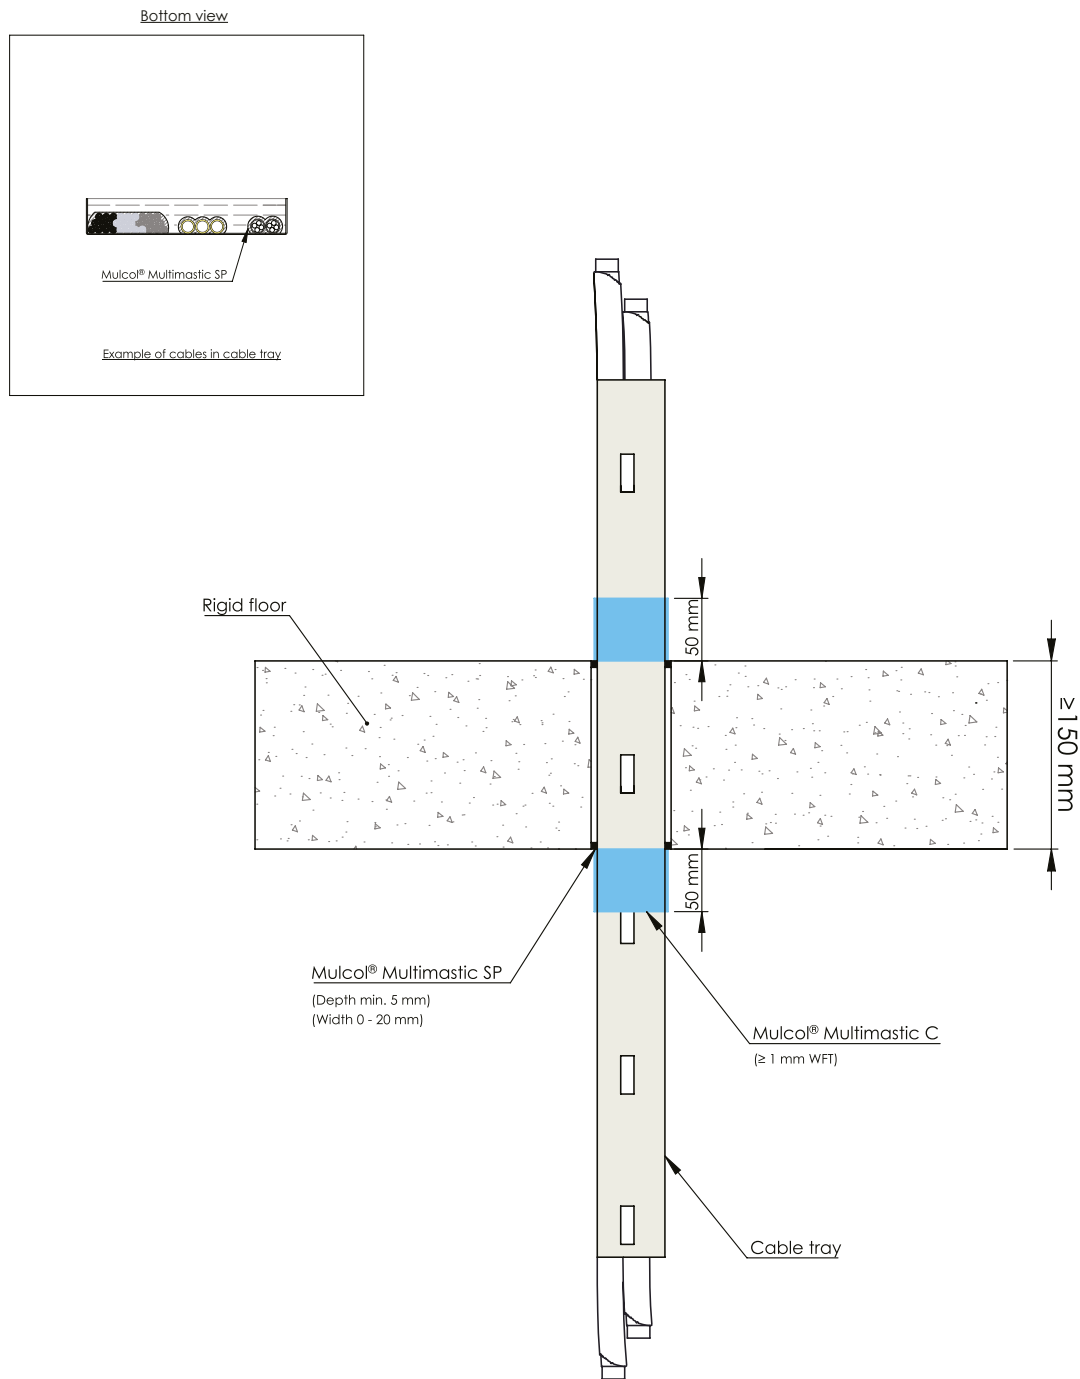 Bottom view
Mulcol® Multimastic SP
Example of cables in cable tray
Rigid floor
50 mm
≥ 150 mm
50 mm
Mulcol® Multimastic SP
(Depth min. 5 mm)
(Width 0 - 20 mm)
Mulcol® Multimastic C
(≥ 1 mm WFT)
Cable tray